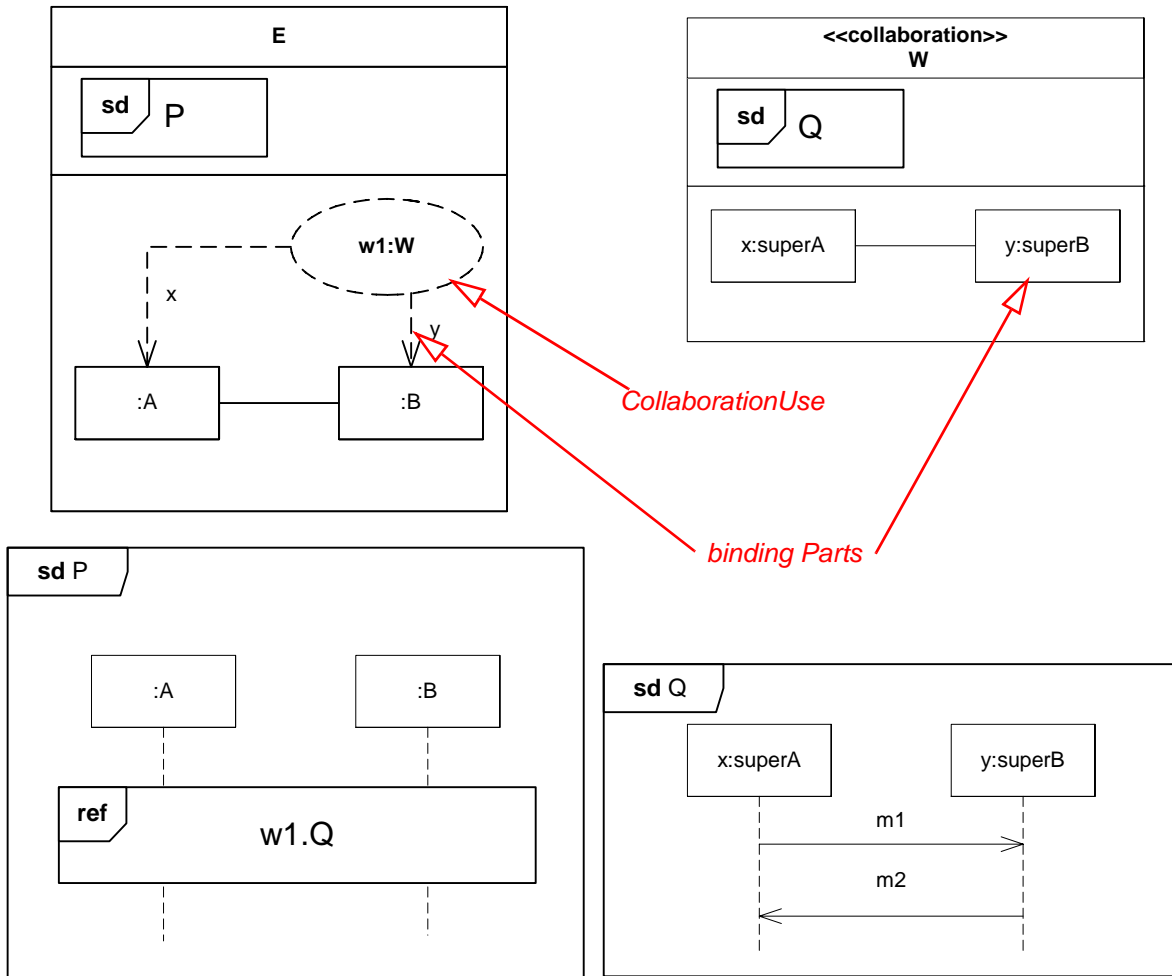 E
sd P
w1:W
x
y
:A
:B
<<collaboration>>
W
sd Q
x:superA
y:superB
CollaborationUse
binding Parts
sd P
:A
:B
ref
w1.Q
sd Q
x:superA
y:superB
m1
m2